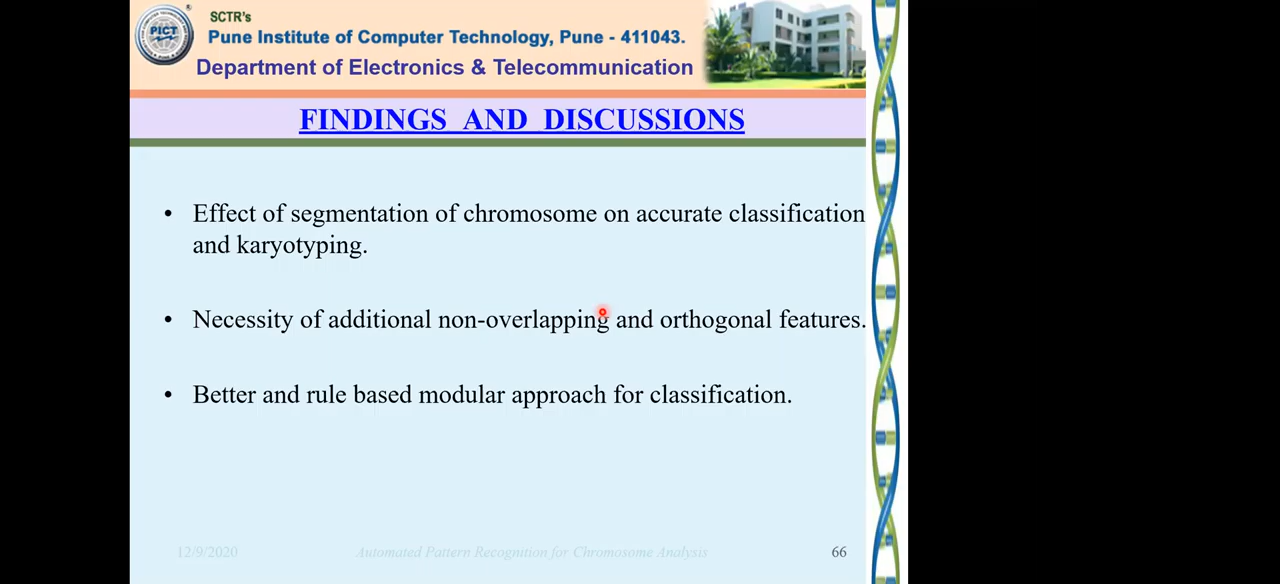 SCTR's
PICT
Pune Institute of Computer Technology, Pune - 411043.
Department of Electronics & Telecommunication
FINDINGS AND DISCUSSIONS
• Effect of segmentation of chromosome on accurate classification
and karyotyping.
• Necessity of additional non-overlapping and orthogonal features.
• Better and rule based modular approach for classification.
12/9/2020
Automated Pattern Recognition for Chromosome Analysis
66